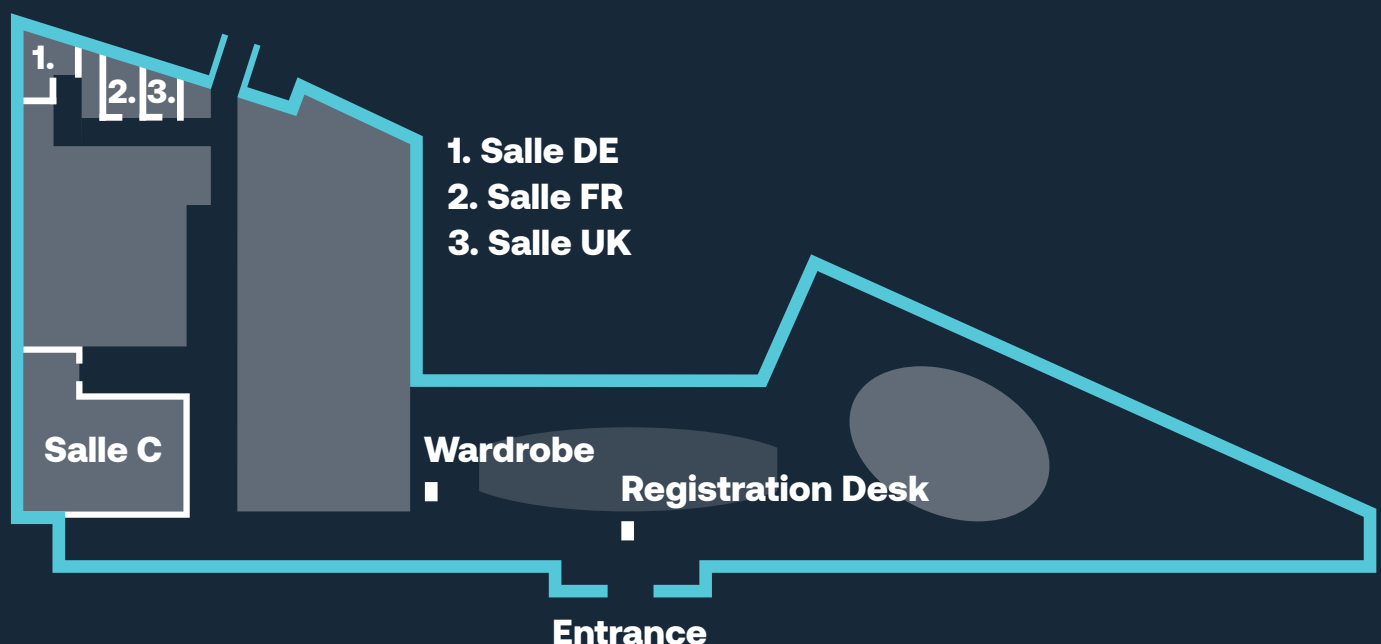 1.
2.
3.
1. Salle DE
2. Salle FR
3. Salle UK
Salle C
Wardrobe
Registration Desk
Entrance